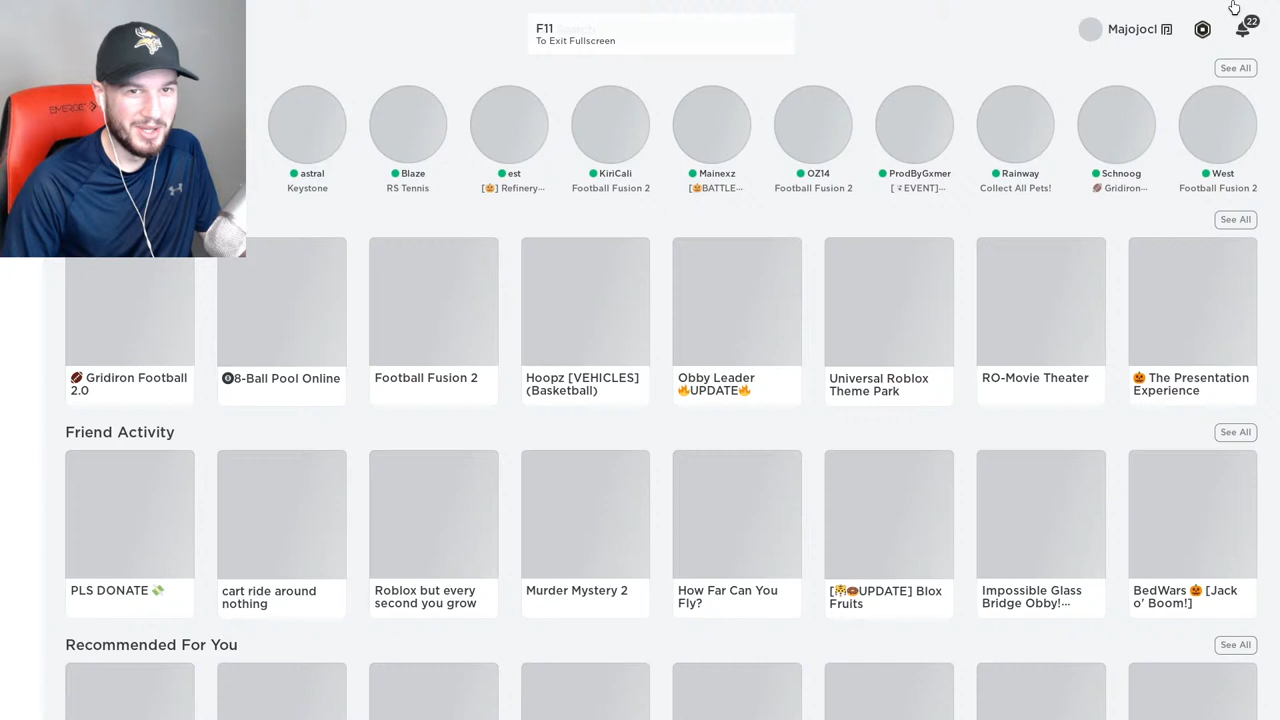 EMERGE
F11
To Exit Fullscreen
Majojocl
22
See All
astral
Keystone
Blaze
RS Tennis
est
[🎃] Refinery...
KiriCali
Football Fusion 2
Mainexz
[🎃BATTLE...
OZ14
Football Fusion 2
ProdByGxmer
EVENT]...
Rainway
Collect All Pets!
Schnoog
🏈 Gridiron...
West
Football Fusion 2
See All
🏈 Gridiron Football
2.0
🎱8-Ball Pool Online
Football Fusion 2
Hoopz [VEHICLES]
(Basketball)
Obby Leader
🔥UPDATE🔥
Universal Roblox
Theme Park
RO-Movie Theater
🎃 The Presentation
Experience
Friend Activity
See All
PLS DONATE 💸
cart ride around
nothing
Roblox but every
second you grow
Murder Mystery 2
How Far Can You
Fly?
[🐯🍩UPDATE] Blox
Fruits
Impossible Glass
Bridge Obby!...
BedWars 🎃 [Jack
o' Boom!]
Recommended For You
See All